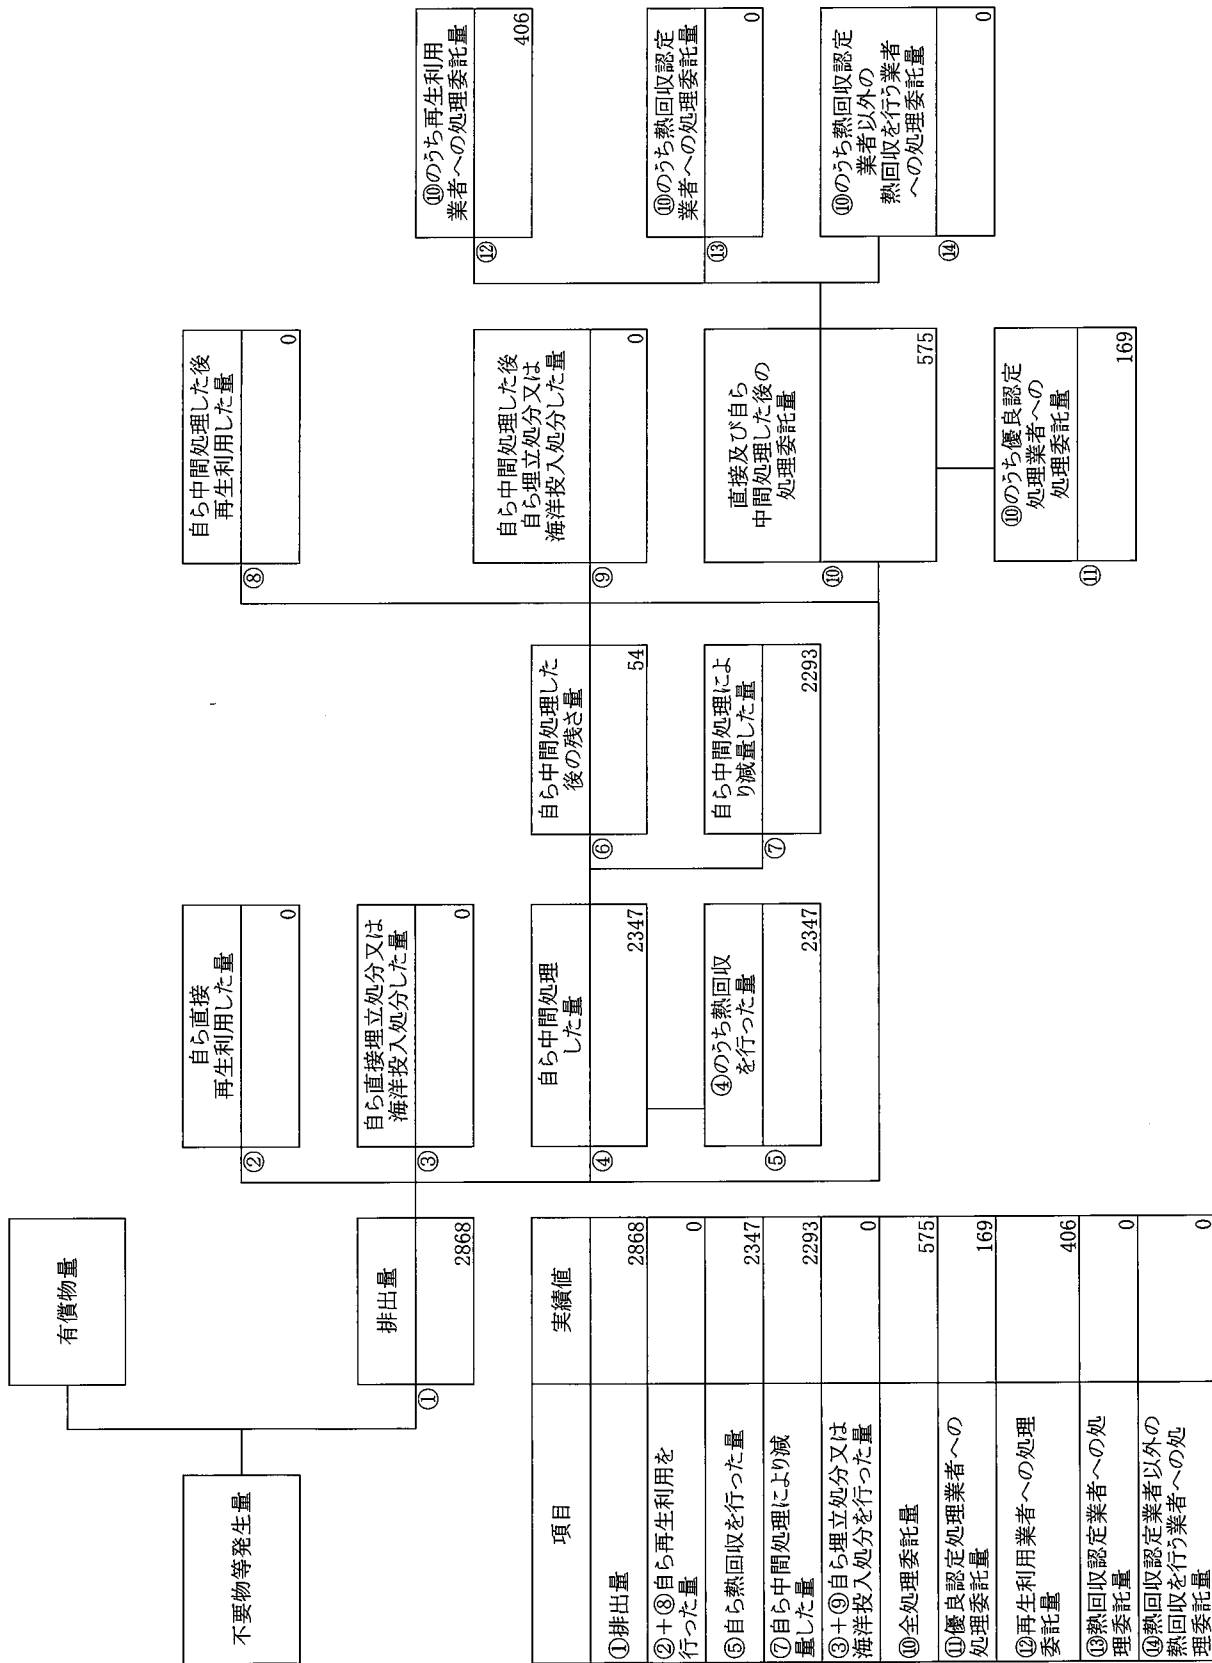 不要物等発生量
有償物量
①
排出量
2868
②
自ら直接
再生利用した量
0
③
自ら直接埋立処分又は
海洋投入処分した量
0
④
自ら中間処理
した量
2347
⑤
④のうち熱回収
を行った量
2347
⑥
自ら中間処理した
後の残さ量
54
⑦
自ら中間処理によ
り減量した量
2293
⑧
自ら中間処理した後
再生利用した量
0
⑨
自ら中間処理した後
自ら埋立処分又は
海洋投入処分した量
0
⑩
直接及び自ら
中間処理した後の
処理委託量
575
⑪
⑩のうち優良認定
処理業者への
処理委託量
169
⑫
⑩のうち再生利用
業者への処理委託量
406
⑬
⑩のうち熱回収認定
業者への処理委託量
0
⑭
⑩のうち熱回収認定
業者以外の
熱回収を行う業者
への処理委託量
0
項目 実績値
①排出量 2868
②+⑧自ら再生利用を
行った量 0
⑤自ら熱回収を行った量 2347
⑦自ら中間処理により減
量した量 2293
③+⑨自ら埋立処分又は
海洋投入処分を行った量 0
⑩全処理委託量 575
⑪優良認定処理業者への
処理委託量 169
⑫再生利用業者への処理
委託量 406
⑬熱回収認定業者への処
理委託量 0
⑭熱回収認定業者以外の
熱回収を行う業者への処
理委託量 0